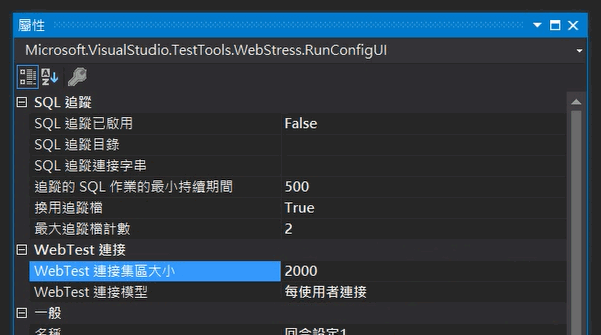 屬性
Microsoft.VisualStudio.TestTools.WebStress.RunConfigUI
SQL 追蹤
SQL 追蹤已啟用 False
SQL 追蹤目錄
SQL 追蹤連接字串
追蹤的 SQL 作業的最小持續期間 500
換用追蹤檔 True
最大追蹤檔計數 2
WebTest 連接
WebTest 連接集區大小 2000
WebTest 連接模型 每使用者連接
一般
名稱 回合設定1